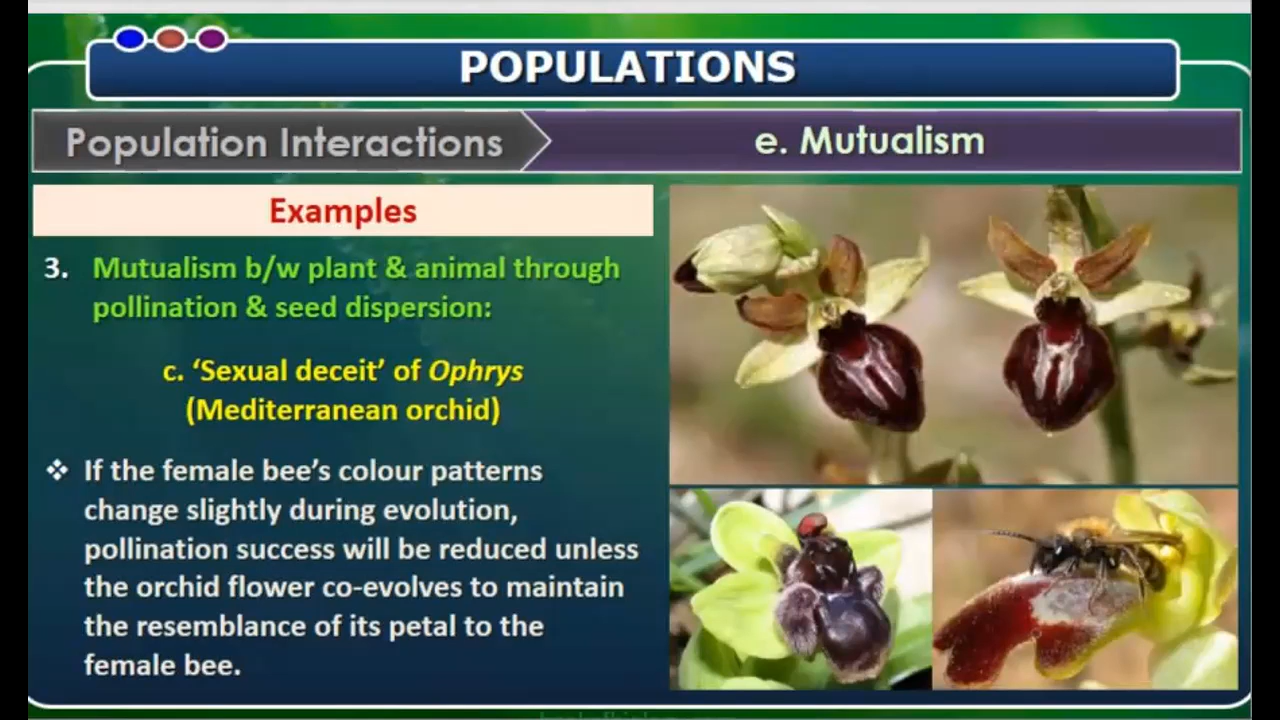 POPULATIONS
Population Interactions
e. Mutualism
Examples
3. Mutualism b/w plant & animal through
pollination & seed dispersion:
c. ‘Sexual deceit’ of Ophrys
(Mediterranean orchid)
❖ If the female bee’s colour patterns
change slightly during evolution,
pollination success will be reduced unless
the orchid flower co-evolves to maintain
the resemblance of its petal to the
female bee.